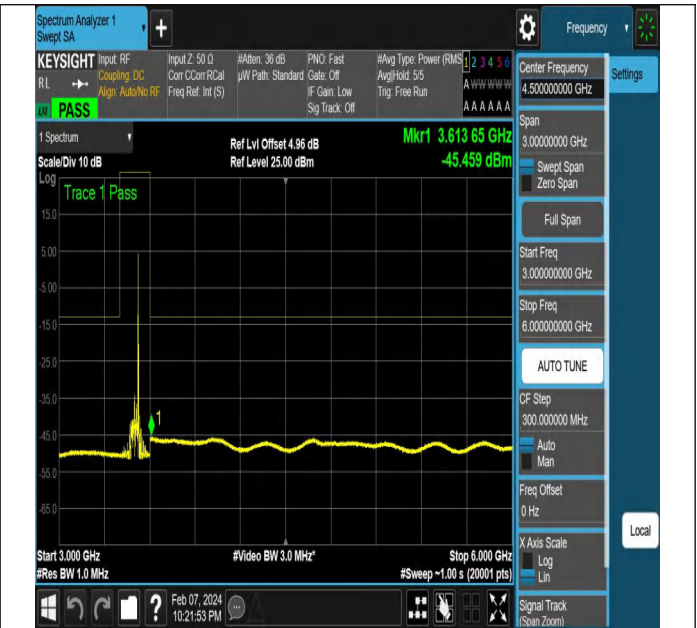 Spectrum Analyzer 1
Swept SA
+
Frequency
KEYSIGHT
RL
PASS
Input: RF
Coupling: DC
Align: Auto/No RF
Input Z: 50 Ω
Corr CCorr RCal
Freq Ref: Int (S)
#Atten: 36 dB
µW Path: Standard
PNO: Fast
Gate: Off
IF Gain: Low
Sig Track: Off
#Avg Type: Power (RMS
Avg|Hold: 5/5
Trig: Free Run
1 2 3 4 5 6
A W W W W W
A A A A A A
1 Spectrum
Scale/Div 10 dB
Log
Ref Lvl Offset 4.96 dB
Ref Level 25.00 dBm
Mkr1 3.613 65 GHz
-45.459 dBm
Trace 1 Pass
15.0
5.00
-5.00
-15.0
-25.0
-35.0
-45.0
-55.0
-65.0
1
Start 3.000 GHz
#Res BW 1.0 MHz
#Video BW 3.0 MHz*
Stop 6.000 GHz
#Sweep ~1.00 s (20001 pts)
Center Frequency
4.500000000 GHz
Settings
Span
3.00000000 GHz
Swept Span
Zero Span
Full Span
Start Freq
3.000000000 GHz
Stop Freq
6.000000000 GHz
AUTO TUNE
CF Step
300.000000 MHz
Auto
Man
Freq Offset
0 Hz
X Axis Scale
Log
Lin
Signal Track
(Span Zoom)
Local
?
Feb 07, 2024
10:21:53 PM